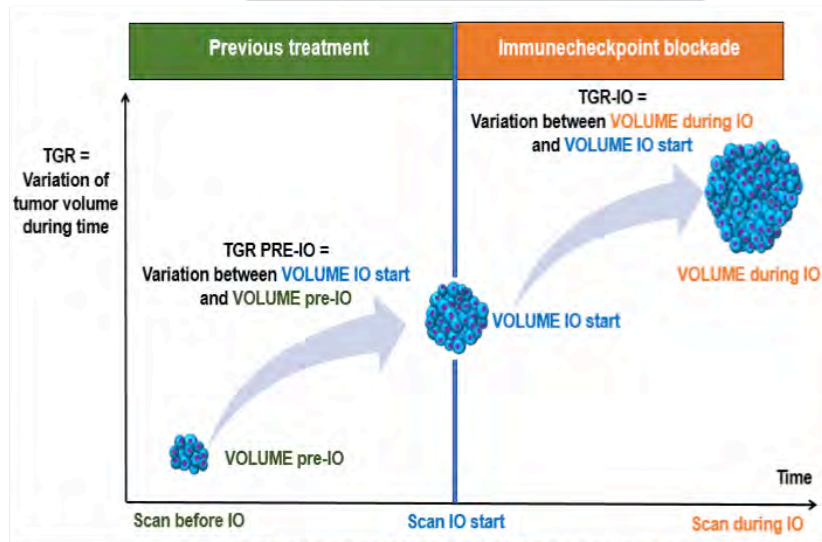 Previous treatment
Immunecheckpoint blockade
TGR-IO =
Variation between VOLUME during IO
and VOLUME IO start
TGR =
Variation of
tumor volume
during time
TGR PRE-IO =
Variation between VOLUME IO start
and VOLUME pre-IO
VOLUME during IO
VOLUME IO start
VOLUME pre-IO
Time
Scan before IO
Scan IO start
Scan during IO